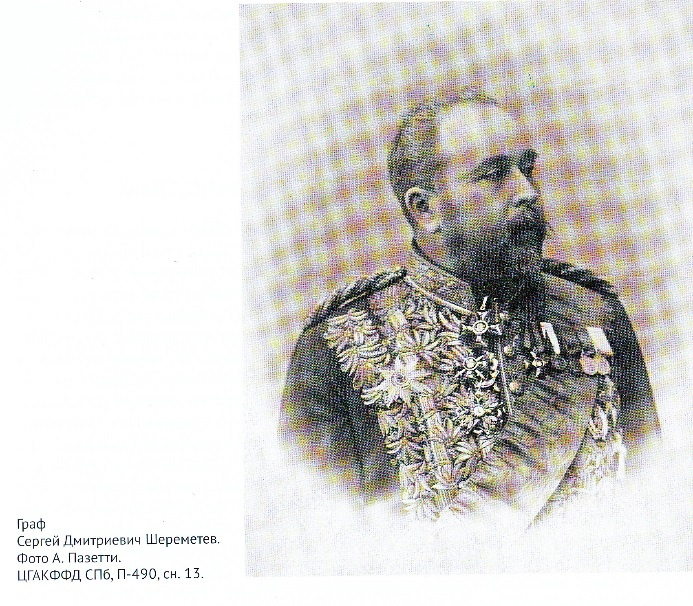 Граф
Сергей Дмитриевич Шереметев.
Фото А. Пазетти.
ЦГАКФФД СПб, П-490, сн. 13.